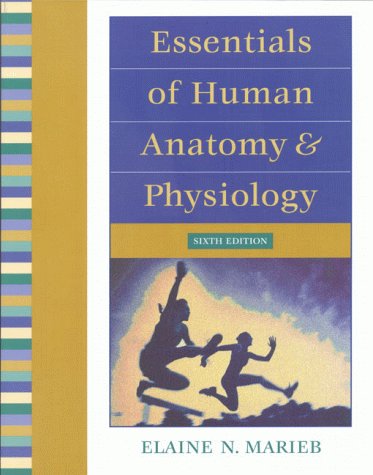 Essentials
of Human
Anatomy &
Physiology
SIXTH EDITION
ELAINE N. MARIEB